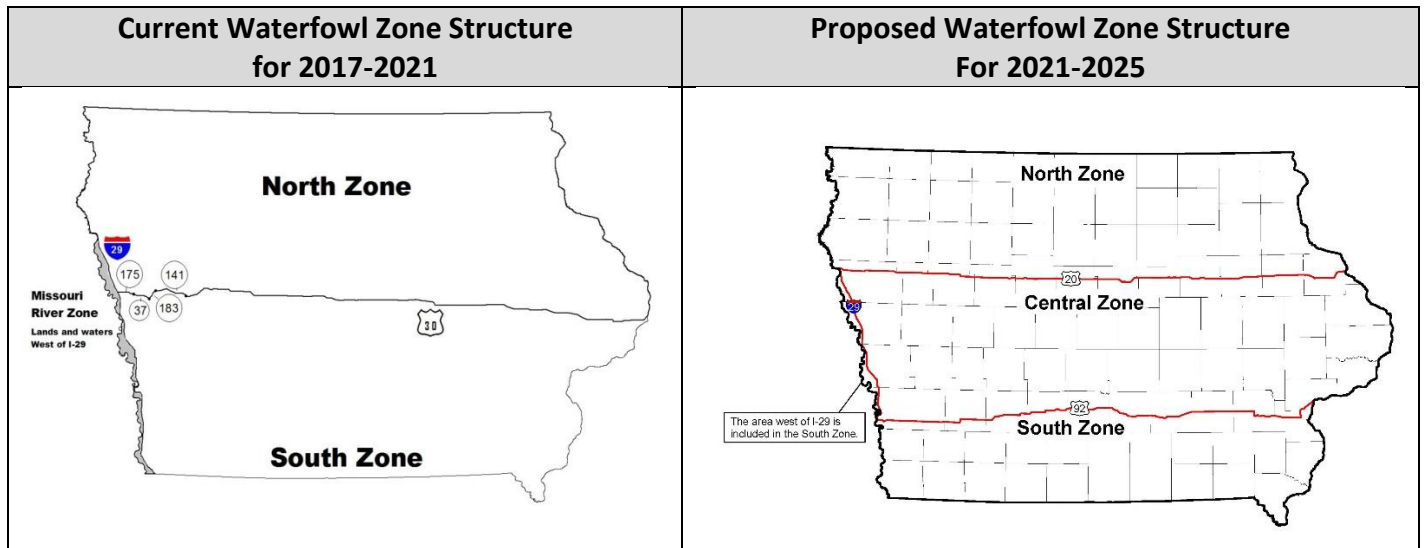 Current Waterfowl Zone Structure
for 2017-2021
Proposed Waterfowl Zone Structure
For 2021-2025
North Zone
29
175
141
37
183
Missouri
River Zone
Lands and waters
West of I-29
30
South Zone
North Zone
20
Central Zone
29
92
South Zone
The area west of I-29 is
included in the South Zone.